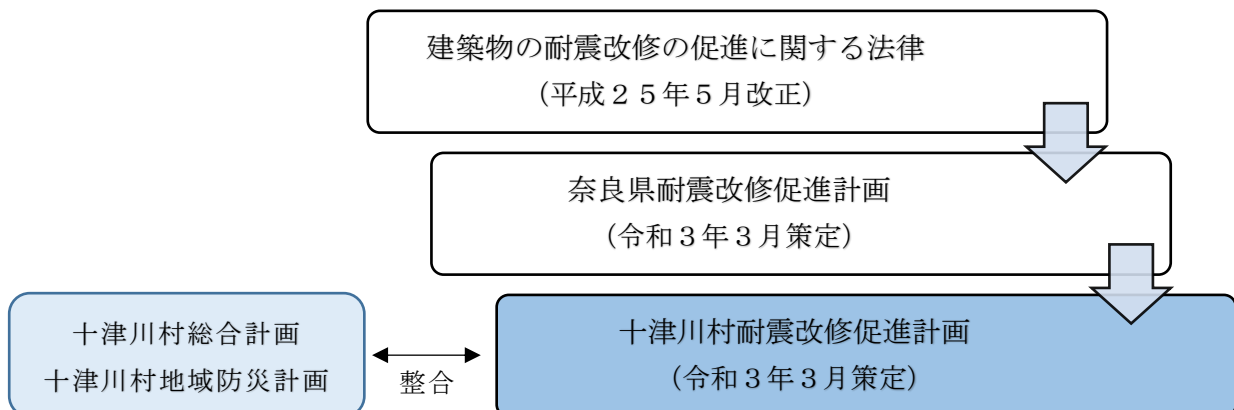 建築物の耐震改修の促進に関する法律
（平成２５年５月改正）
奈良県耐震改修促進計画
（令和３年３月策定）
十津川村総合計画
十津川村地域防災計画
整合
十津川村耐震改修促進計画
（令和３年３月策定）